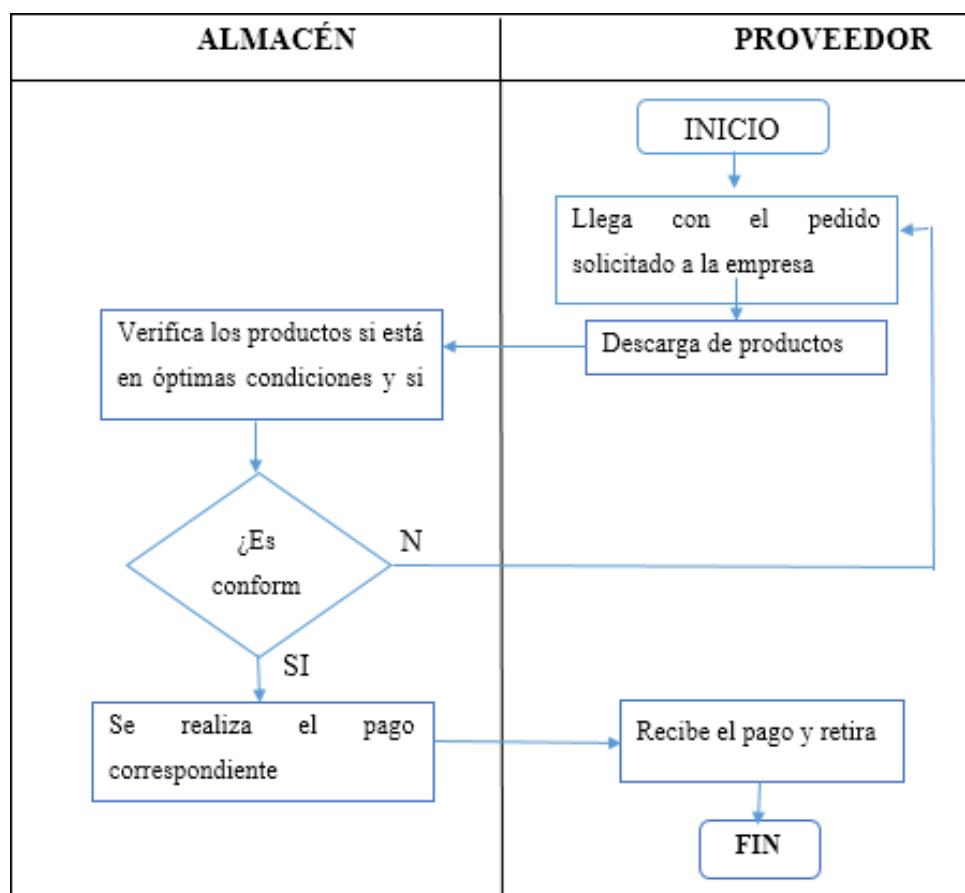 ALMACÉN
PROVEEDOR
INICIO
Llega con el pedido
solicitado a la empresa
Descarga de productos
Verifica los productos si está
en óptimas condiciones y si
¿Es
conform
N
SI
Se realiza el pago
correspondiente
Recibe el pago y retira
FIN